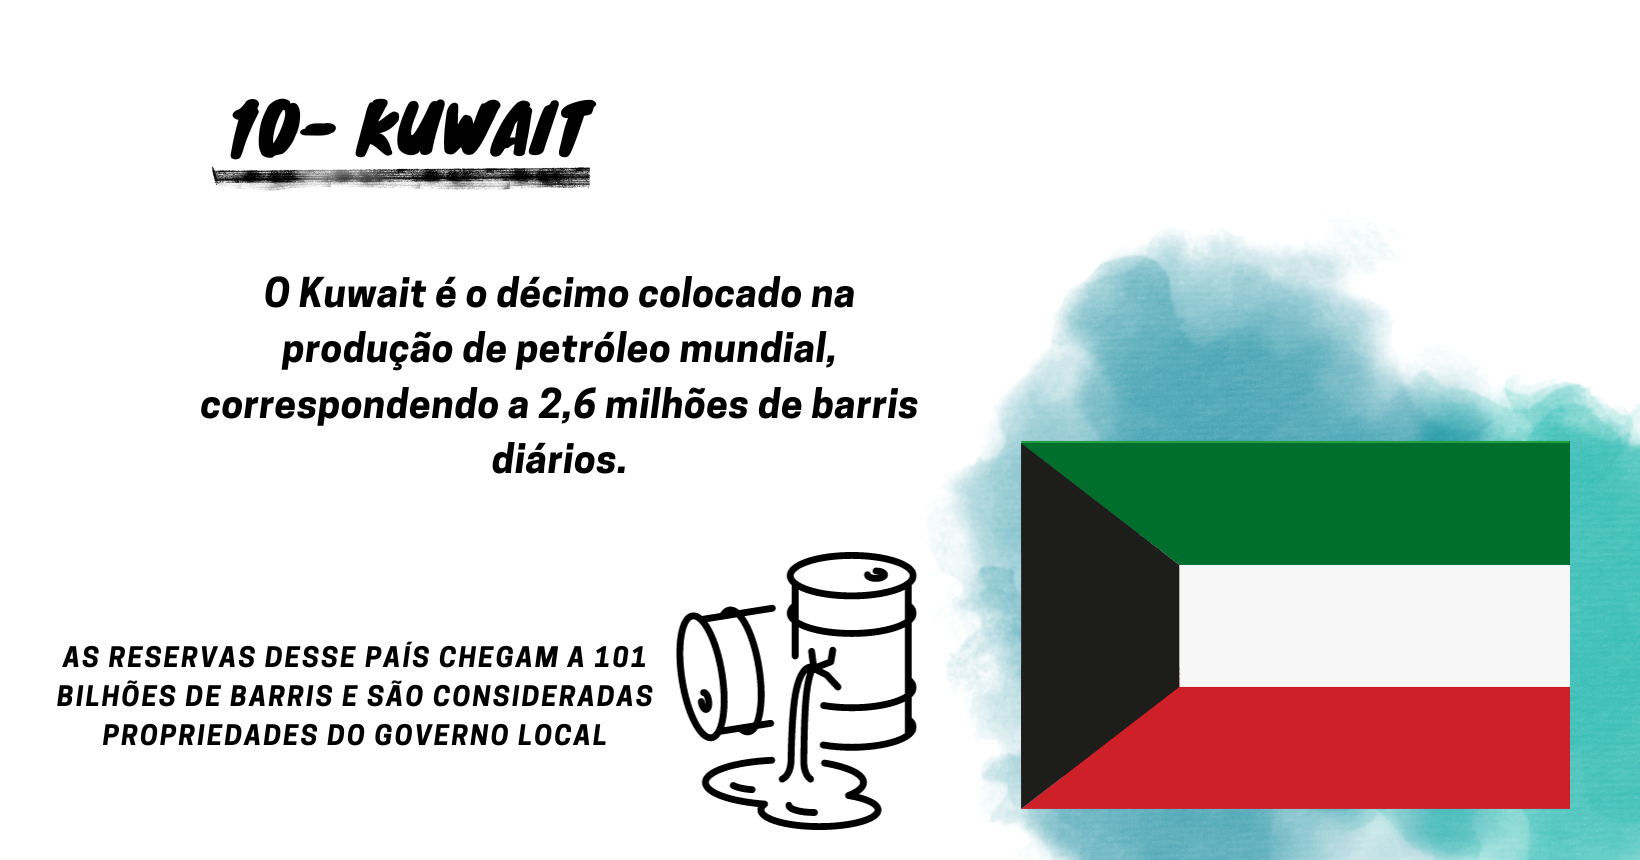 10- KUWAIT
O Kuwait é o décimo colocado na
produção de petróleo mundial,
correspondendo a 2,6 milhões de barris
diários.
AS RESERVAS DESSE PAÍS CHEGAM A 101
BILHÕES DE BARRIS E SÃO CONSIDERADAS
PROPRIEDADES DO GOVERNO LOCAL